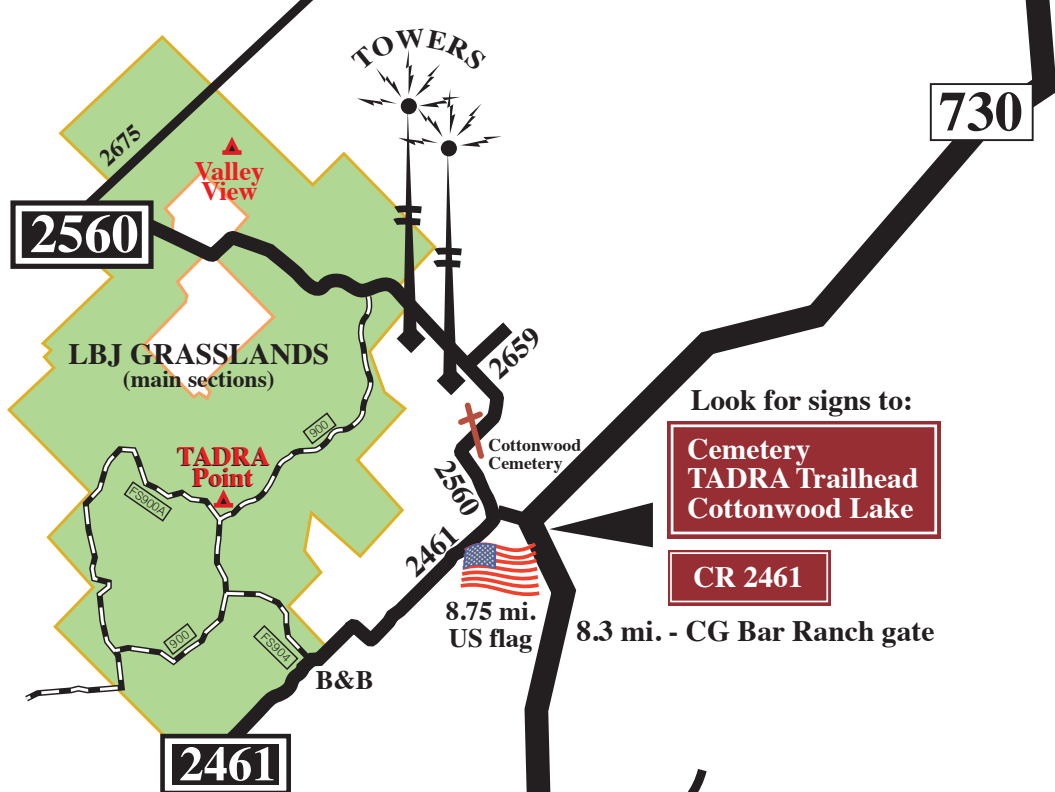 TOWERS
730
2675
Valley
View
2560
2659
LBJ GRASSLANDS
(main sections)
Look for signs to:
Cemetery
TADRA Trailhead
Cottonwood Lake
900
Cottonwood
Cemetery
TADRA
Point
2560
FS900A
2461
CR 2461
8.75 mi.
US flag
8.3 mi. - CG Bar Ranch gate
900
FS904
B&B
2461